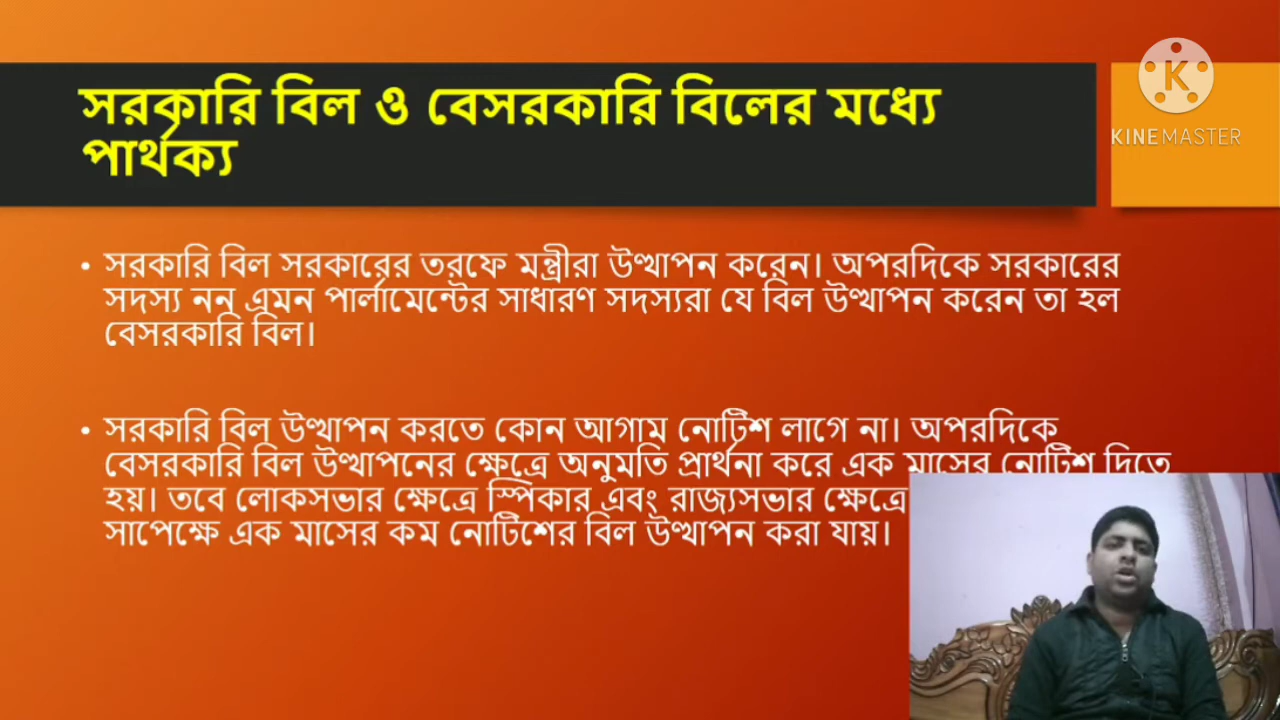 সরকারি বিল ও বেসরকারি বিলের মধ্যে
পার্থক্য
KINEMASTER
• সরকারি বিল সরকারের তরফে মন্ত্রীরা উত্থাপন করেন। অপরদিকে সরকারের
সদস্য নন এমন পার্লামেন্টের সাধারণ সদস্যরা যে বিল উত্থাপন করেন তা হল
বেসরকারি বিল।
• সরকারি বিল উত্থাপন করতে কোন আগাম নোটিশ লাগে না। অপরদিকে
বেসরকারি বিল উত্থাপনের ক্ষেত্রে অনুমতি প্রার্থনা করে এক মাসের নোটিশ দিতে
হয়। তবে লোকসভার ক্ষেত্রে স্পিকার এবং রাজ্যসভার ক্ষেত্রে
সাপেক্ষে এক মাসের কম নোটিশের বিল উত্থাপন করা যায়।